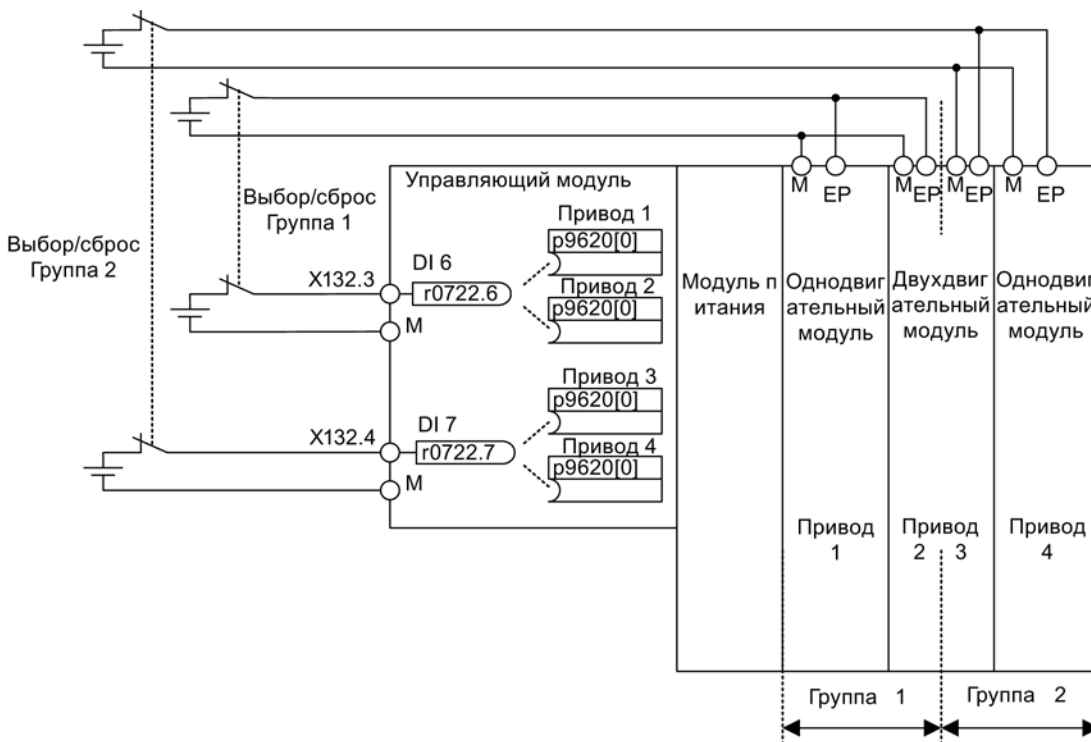 M
EP
M
EP
M
EP
M
EP
Управляющий модуль
Выбор/сброс
Группа 1
Выбор/сброс
Группа 2
Привод 1
p9620[0]
X132.3
DI 6
r0722.6
Привод 2
p9620[0]
M
Привод 3
p9620[0]
X132.4
DI 7
r0722.7
Привод 4
p9620[0]
M
Модуль п
итания
Однодвиг
ательный
модуль
Двухдвиг
ательный
модуль
Однодвиг
ательный
модуль
Привод
1
Привод
2 3
Привод
4
Группа 1
Группа 2